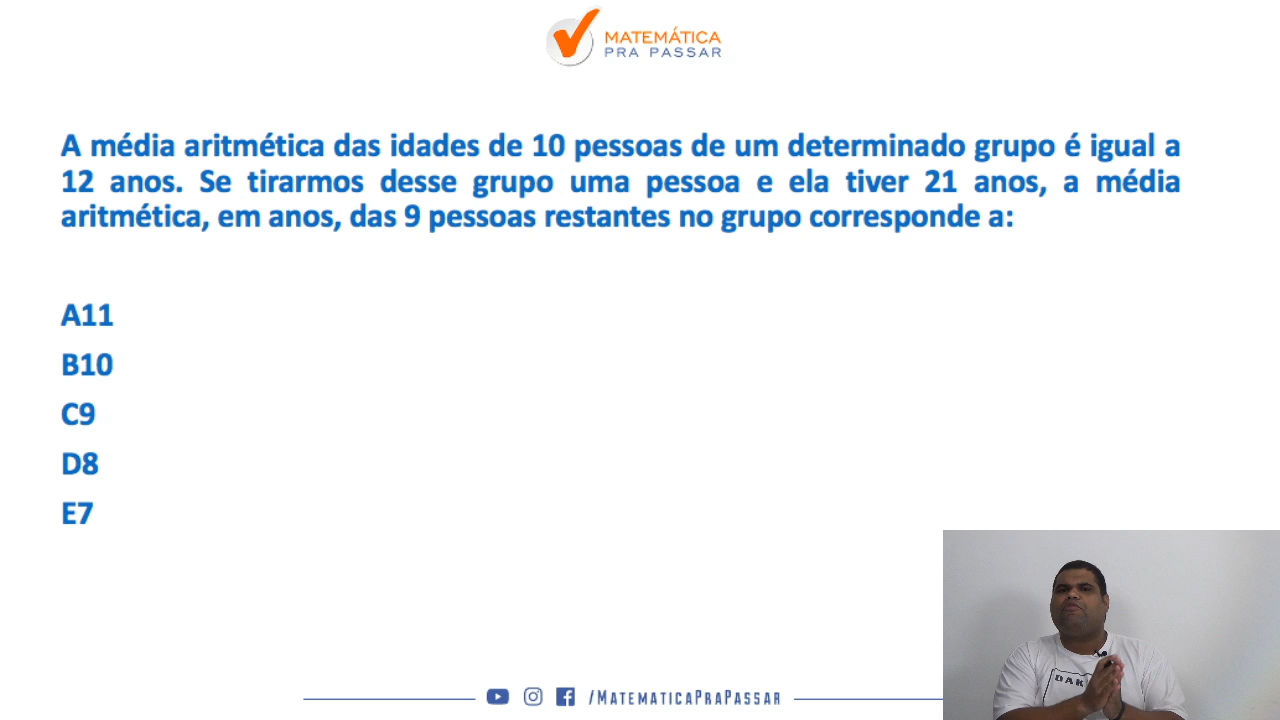 MATEMÁTICA
PRA PASSAR
A média aritmética das idades de 10 pessoas de um determinado grupo é igual a
12 anos. Se tirarmos desse grupo uma pessoa e ela tiver 21 anos, a média
aritmética, em anos, das 9 pessoas restantes no grupo corresponde a:
A11
B10
C9
D8
E7
/MATEMATICAPRAPASSAR